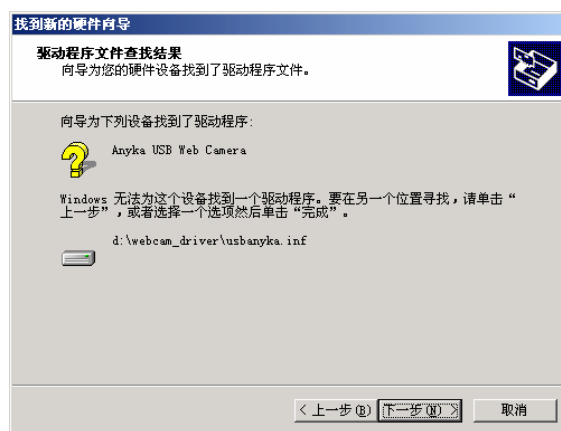 找到新的硬件向导
驱动程序文件查找结果
向导为您的硬件设备找到了驱动程序文件。
向导为下列设备找到了驱动程序:
Anyka USB Web Camera
Windows 无法为这个设备找到一个驱动程序。要在另一个位置寻找，请单击“
上一步”，或者选择一个选项然后单击“完成”。
d:\webcam_driver\usbanyka.inf
< 上一步(B) 下一步(N) > 取消